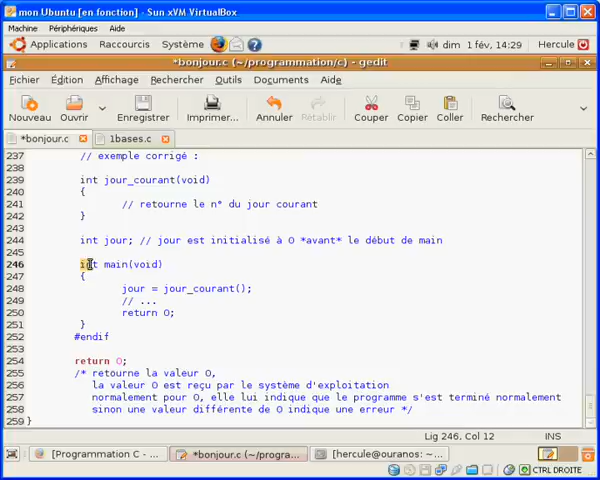 mon Ubuntu [en fonction] - Sun xVM VirtualBox
Machine Périphériques Aide
Applications Raccourcis Système dim 1 fév, 14:29 Hercule
*bonjour.c (~/programmation/c) - gedit
Fichier Édition Affichage Rechercher Outils Documents Aide
Nouveau Ouvrir Enregistrer Imprimer... Annuler Rétablir Couper Copier Coller Rechercher
*bonjour.c 1bases.c
237 // exemple corrigé :
238
239 int jour_courant(void)
240 {
241 // retourne le n° du jour courant
242 }
243
244 int jour; // jour est initialisé à 0 *avant* le début de main
245
246 int main(void)
247 {
248 jour = jour_courant();
249 // ...
250 return 0;
251 }
252 #endif
253
254 return 0;
255 /* retourne la valeur 0,
256 la valeur 0 est reçu par le système d'exploitation
257 normalement pour 0, elle lui indique que le programme s'est terminé normalement
258 sinon une valeur différente de 0 indique une erreur */
259 }
Lig 246, Col 12 INS
[Programmation C - ... *bonjour.c (~/progra... [hercule@ouranos: ~...
CTRL DROITE